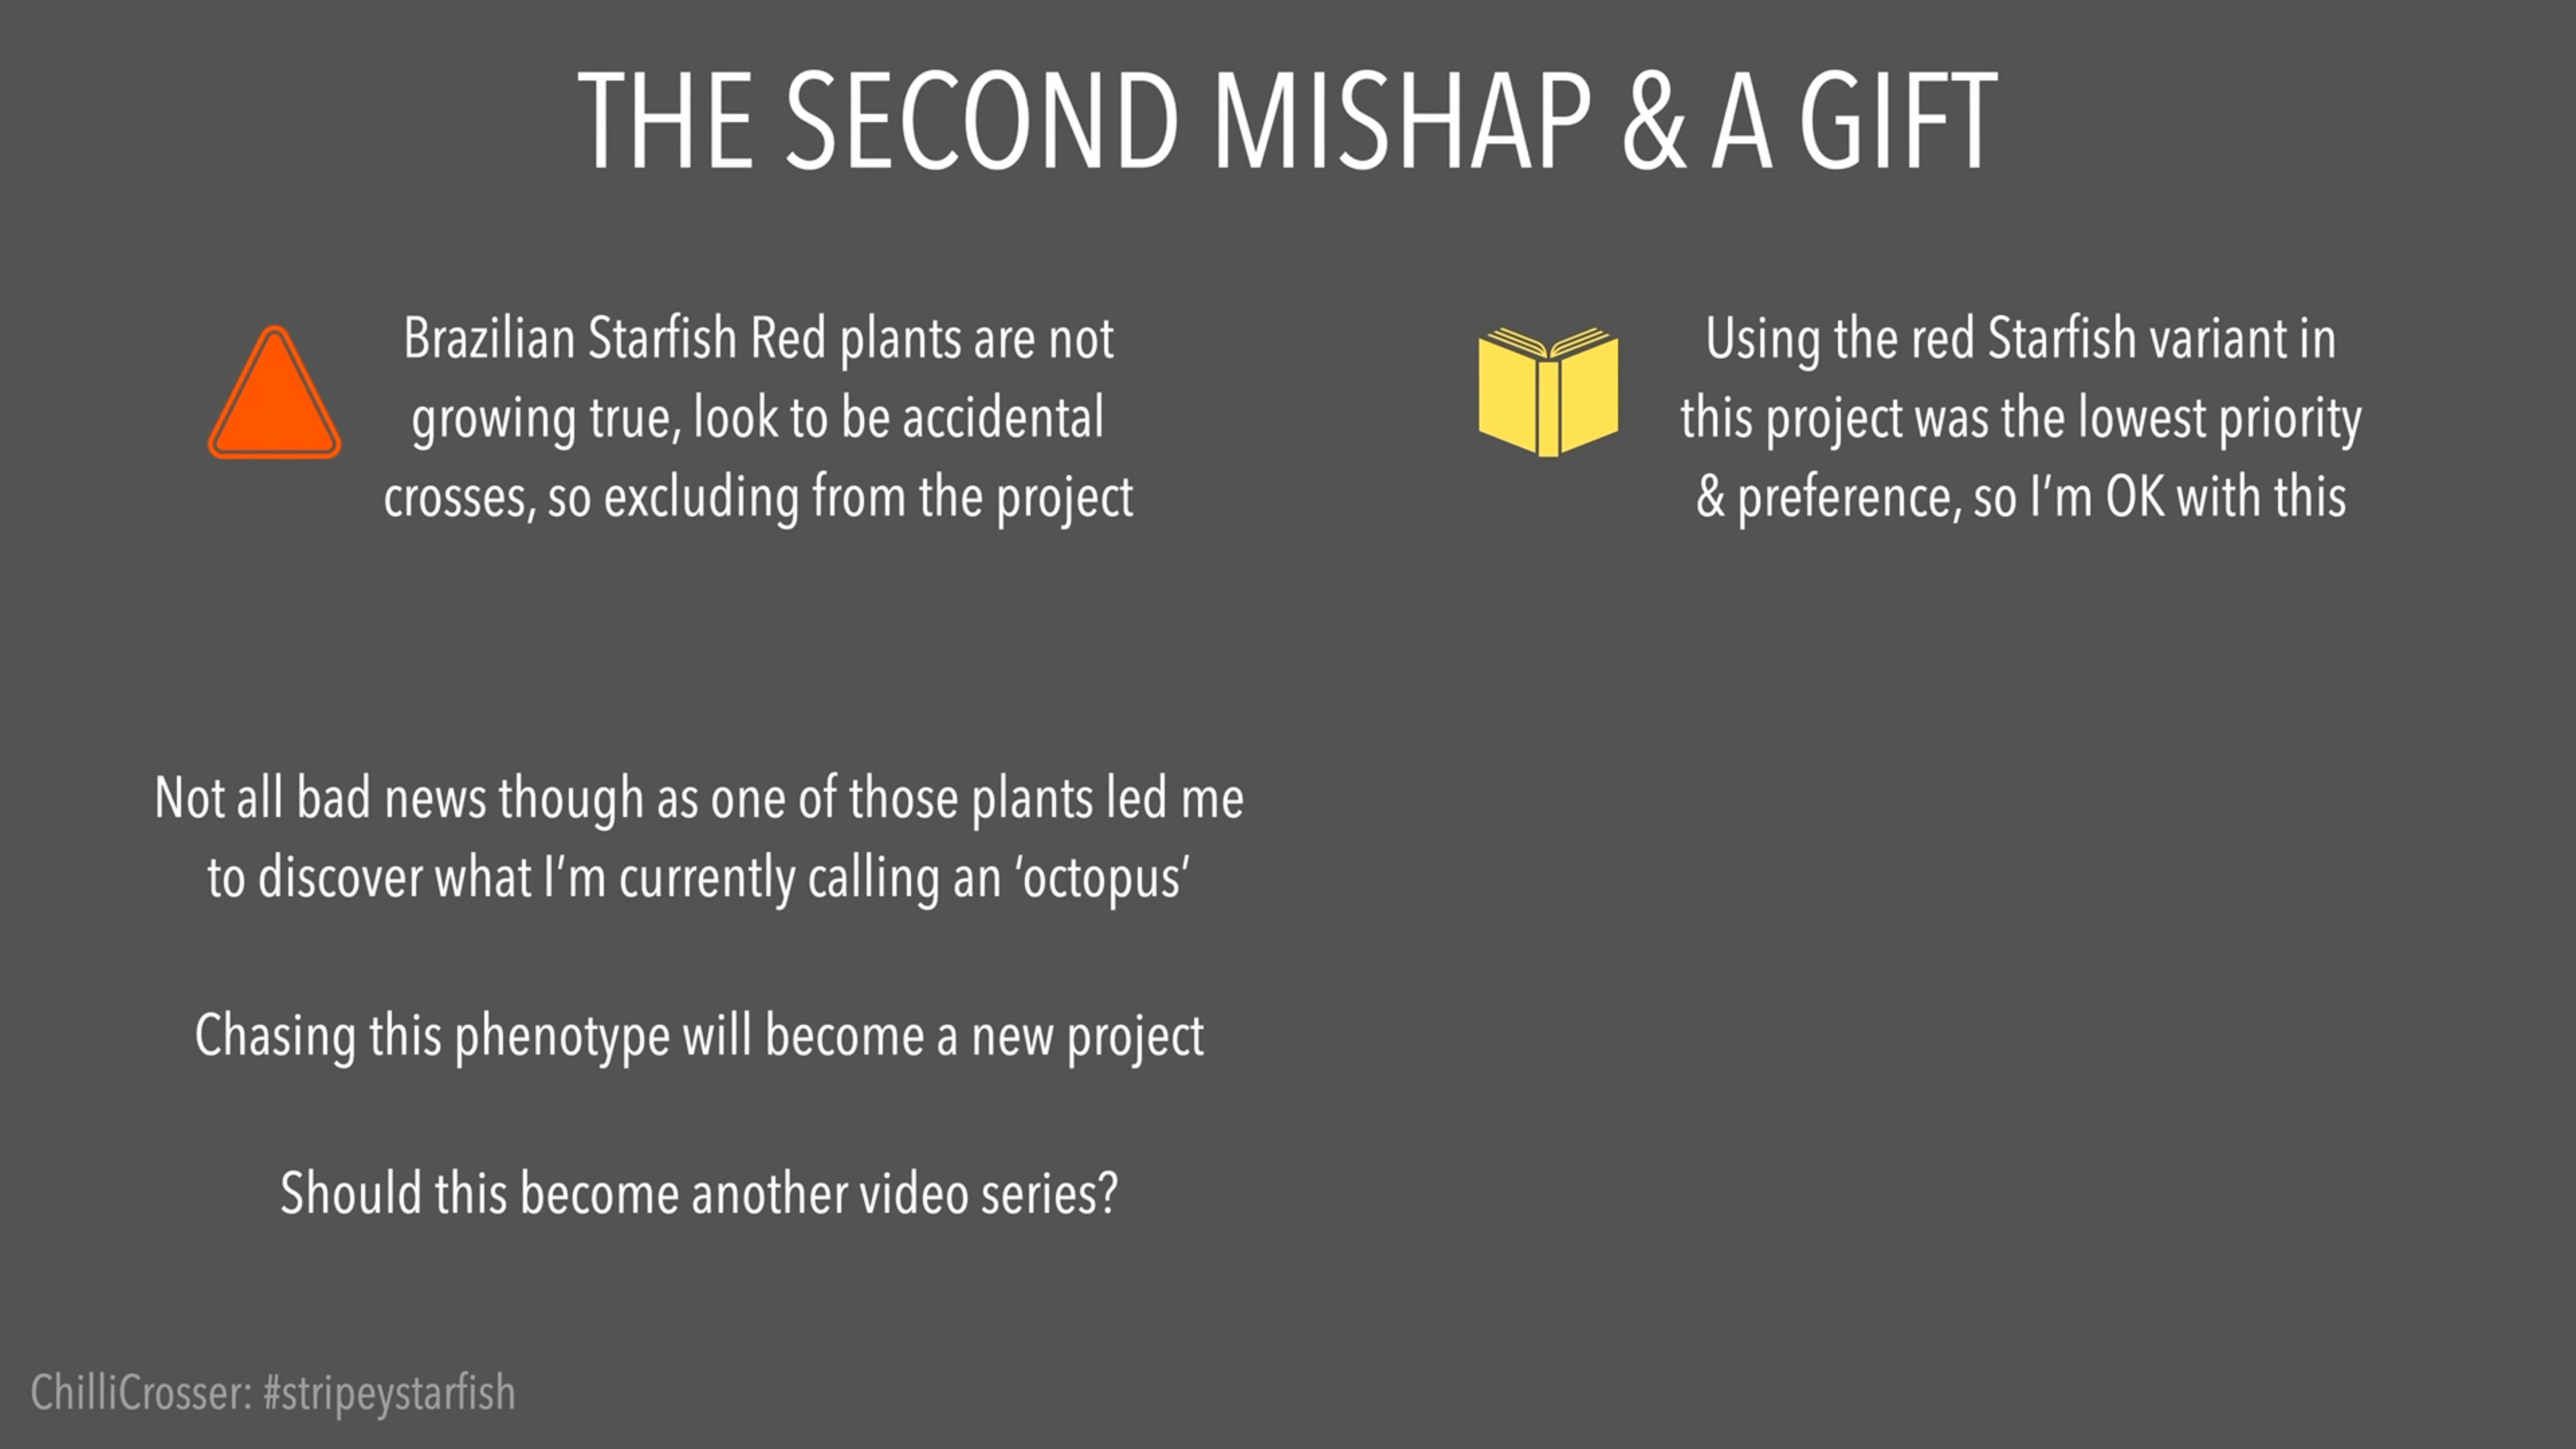 THE SECOND MISHAP & A GIFT
Brazilian Starfish Red plants are not
growing true, look to be accidental
crosses, so excluding from the project
Using the red Starfish variant in
this project was the lowest priority
& preference, so I’m OK with this
Not all bad news though as one of those plants led me
to discover what I’m currently calling an ‘octopus’
Chasing this phenotype will become a new project
Should this become another video series?
ChilliCrosser: #stripeystarfish